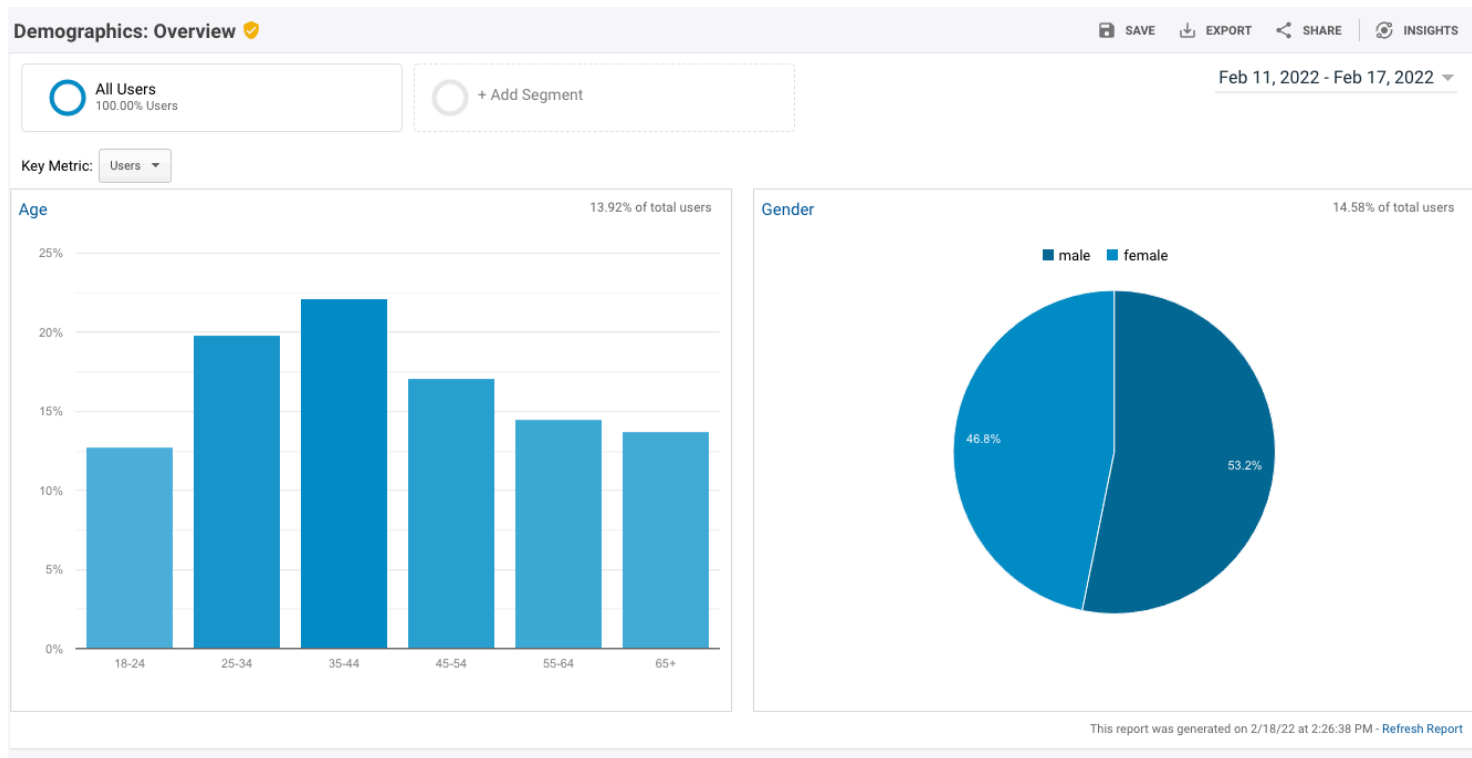 Demographics: Overview
SAVE
EXPORT
SHARE
INSIGHTS
All Users
100.00% Users
+ Add Segment
Feb 11, 2022 - Feb 17, 2022
Key Metric:
Users
Age
13.92% of total users
25%
20%
15%
10%
5%
0%
18-24
25-34
35-44
45-54
55-64
65+
Gender
14.58% of total users
male
female
46.8%
53.2%
This report was generated on 2/18/22 at 2:26:38 PM - Refresh Report